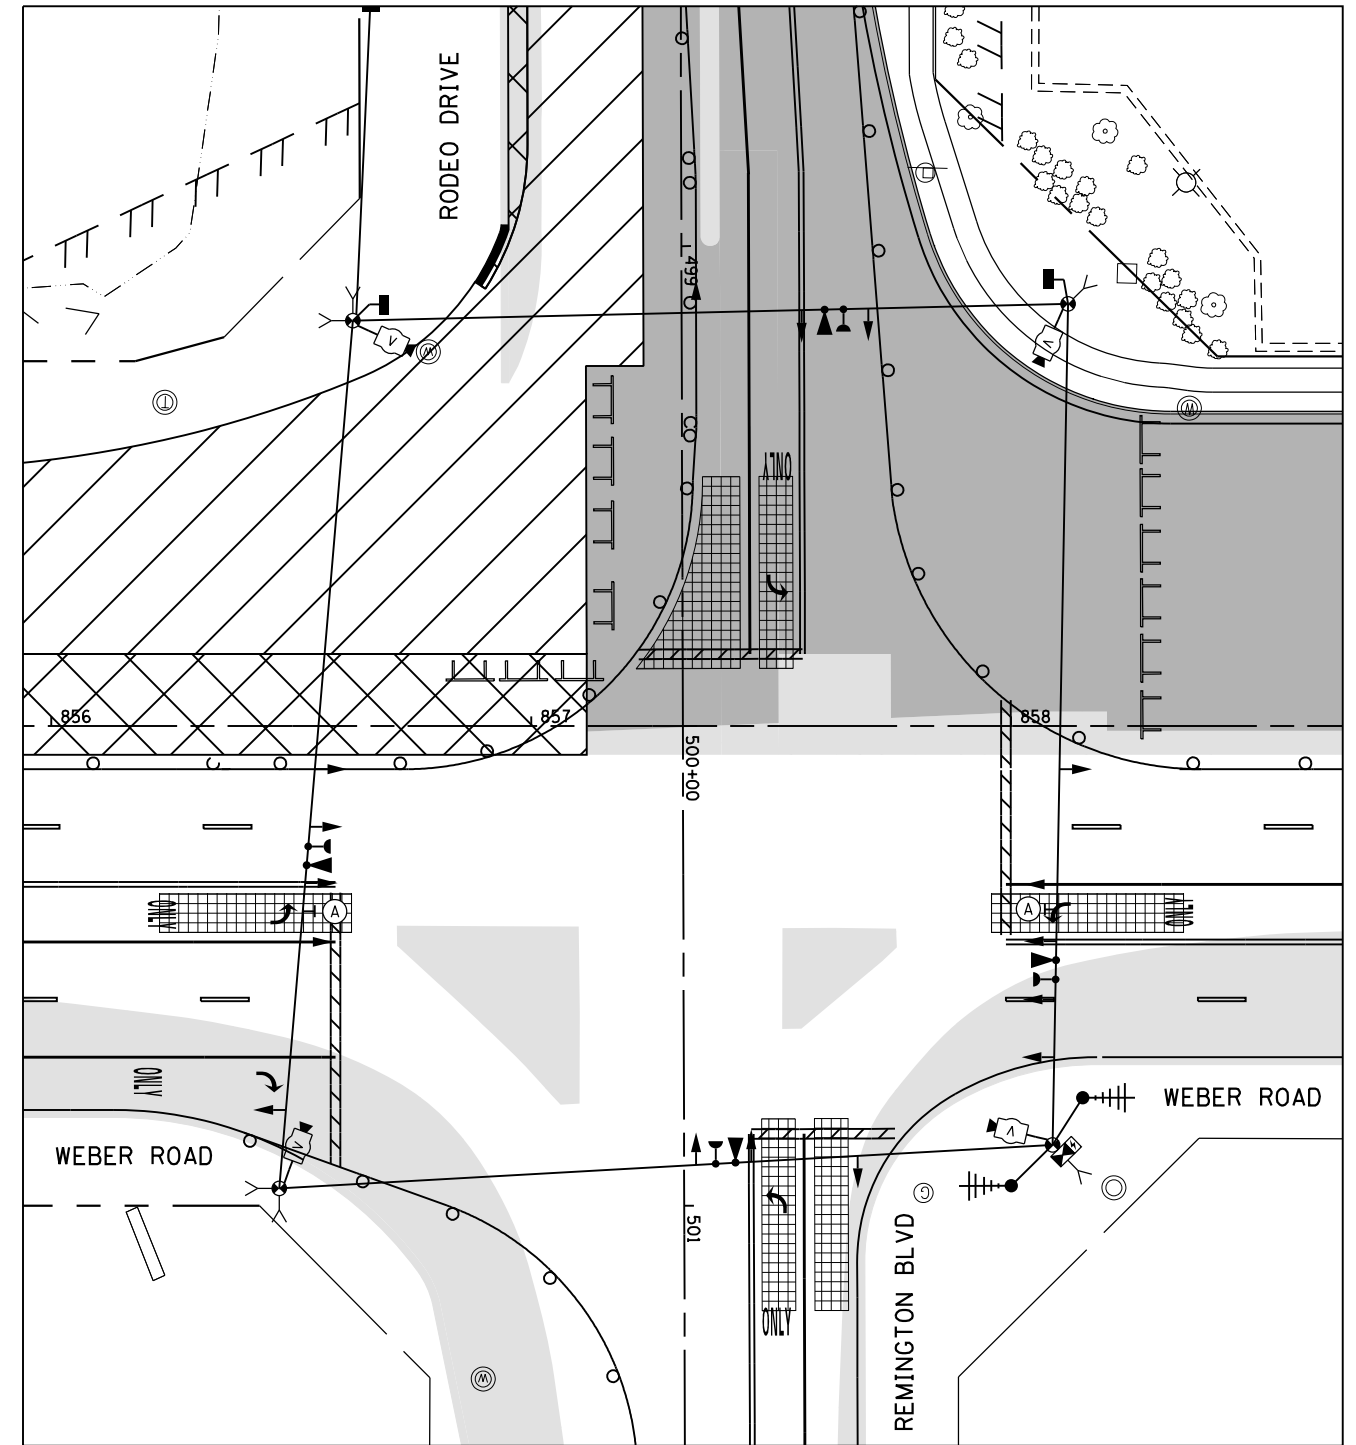 RODEO DRIVE
T
499
V
W
V
T
W
ONLY
856
857
858
500+00
ONLY
A
A
ONLY
ONLY
WEBER ROAD
V
WEBER ROAD
V
G
501
ONLY
REMINGTON BLVD
W